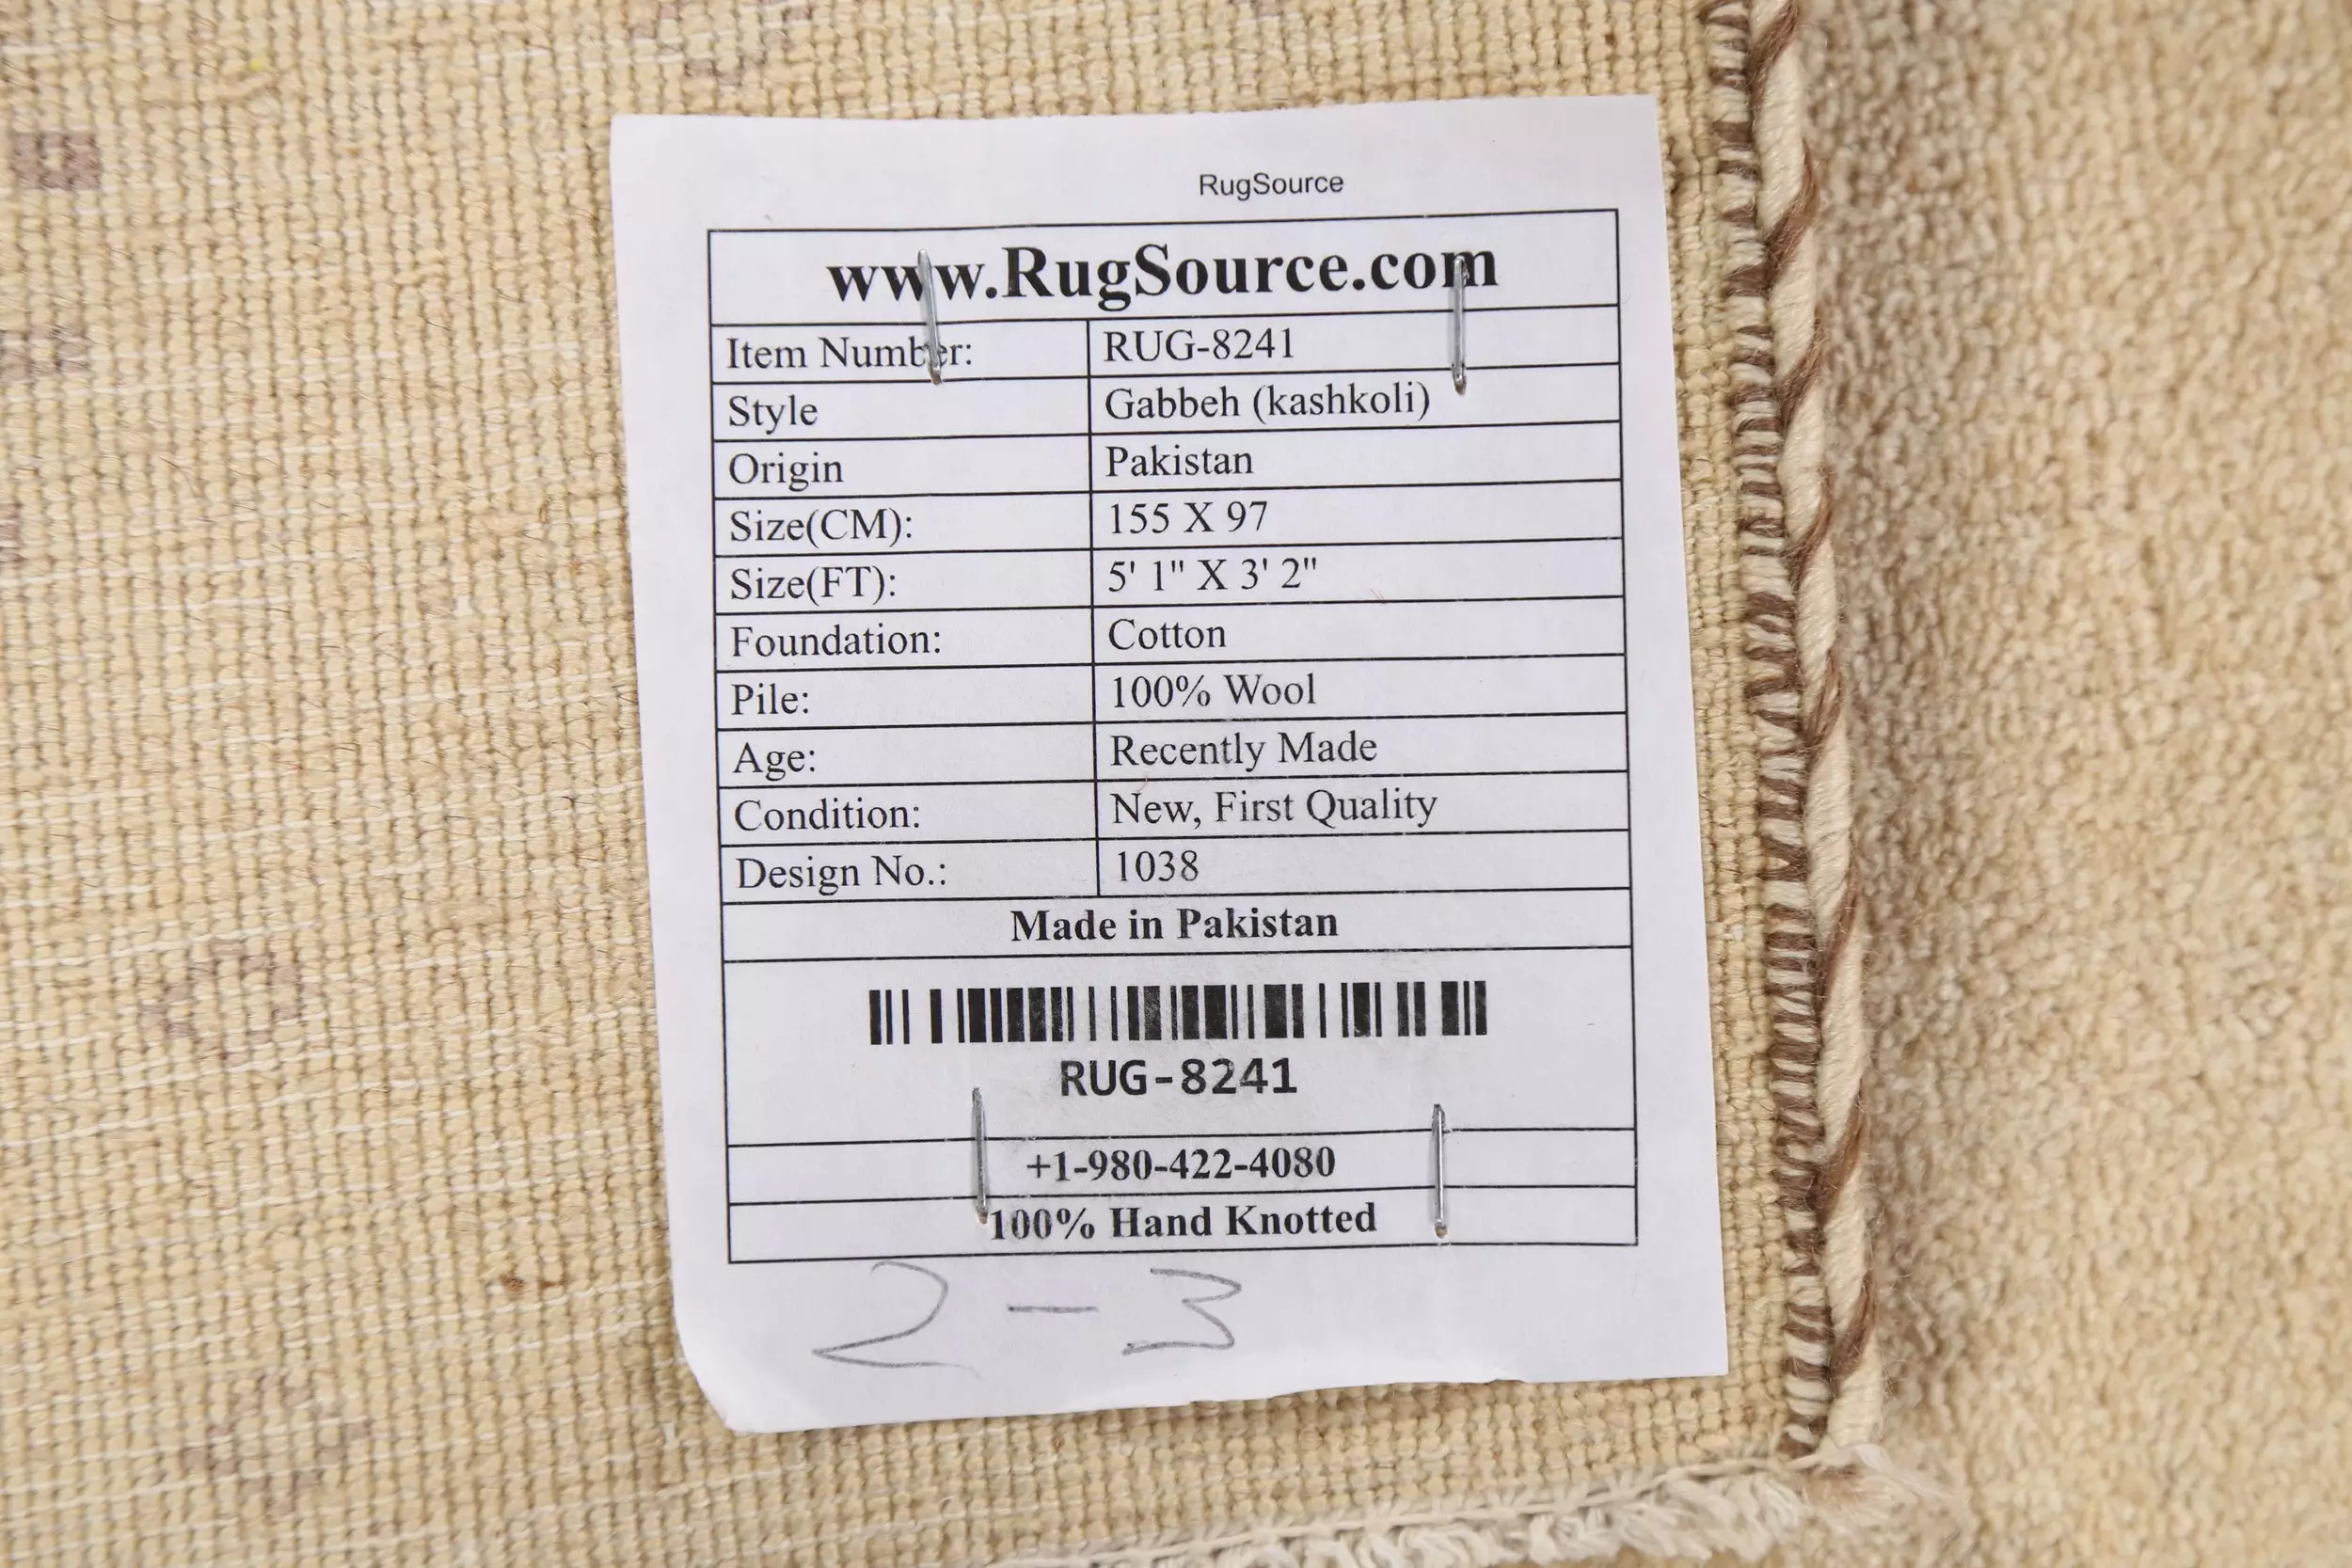 RugSource
www.RugSource.com
Item Number: RUG-8241
Style Gabbeh (kashkoli)
Origin Pakistan
Size(CM): 155 X 97
Size(FT): 5' 1" X 3' 2"
Foundation: Cotton
Pile: 100% Wool
Age: Recently Made
Condition: New, First Quality
Design No.: 1038
Made in Pakistan
RUG-8241
+1-980-422-4080
100% Hand Knotted
2-3